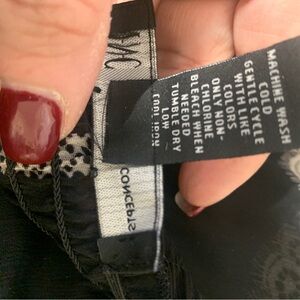 INC
CONCEPTS
MACHINE WASH
COLD
GENTLE CYCLE
WITH LIKE
COLORS
ONLY NON-
CHLORINE
BLEACH WHEN
NEEDED
TUMBLE DRY
LOW
COOL IRON